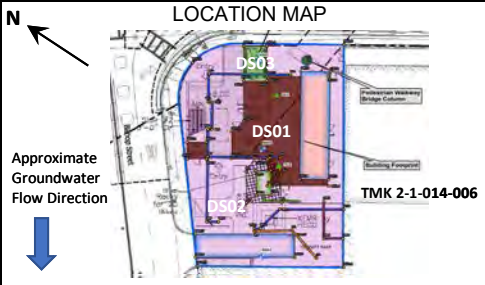 LOCATION MAP
N
DS03
Pedestrian Walkway
Bridge Column
DS01
Building Footprint
Approximate
Groundwater
Flow Direction
TMK 2-1-014-006
DS02